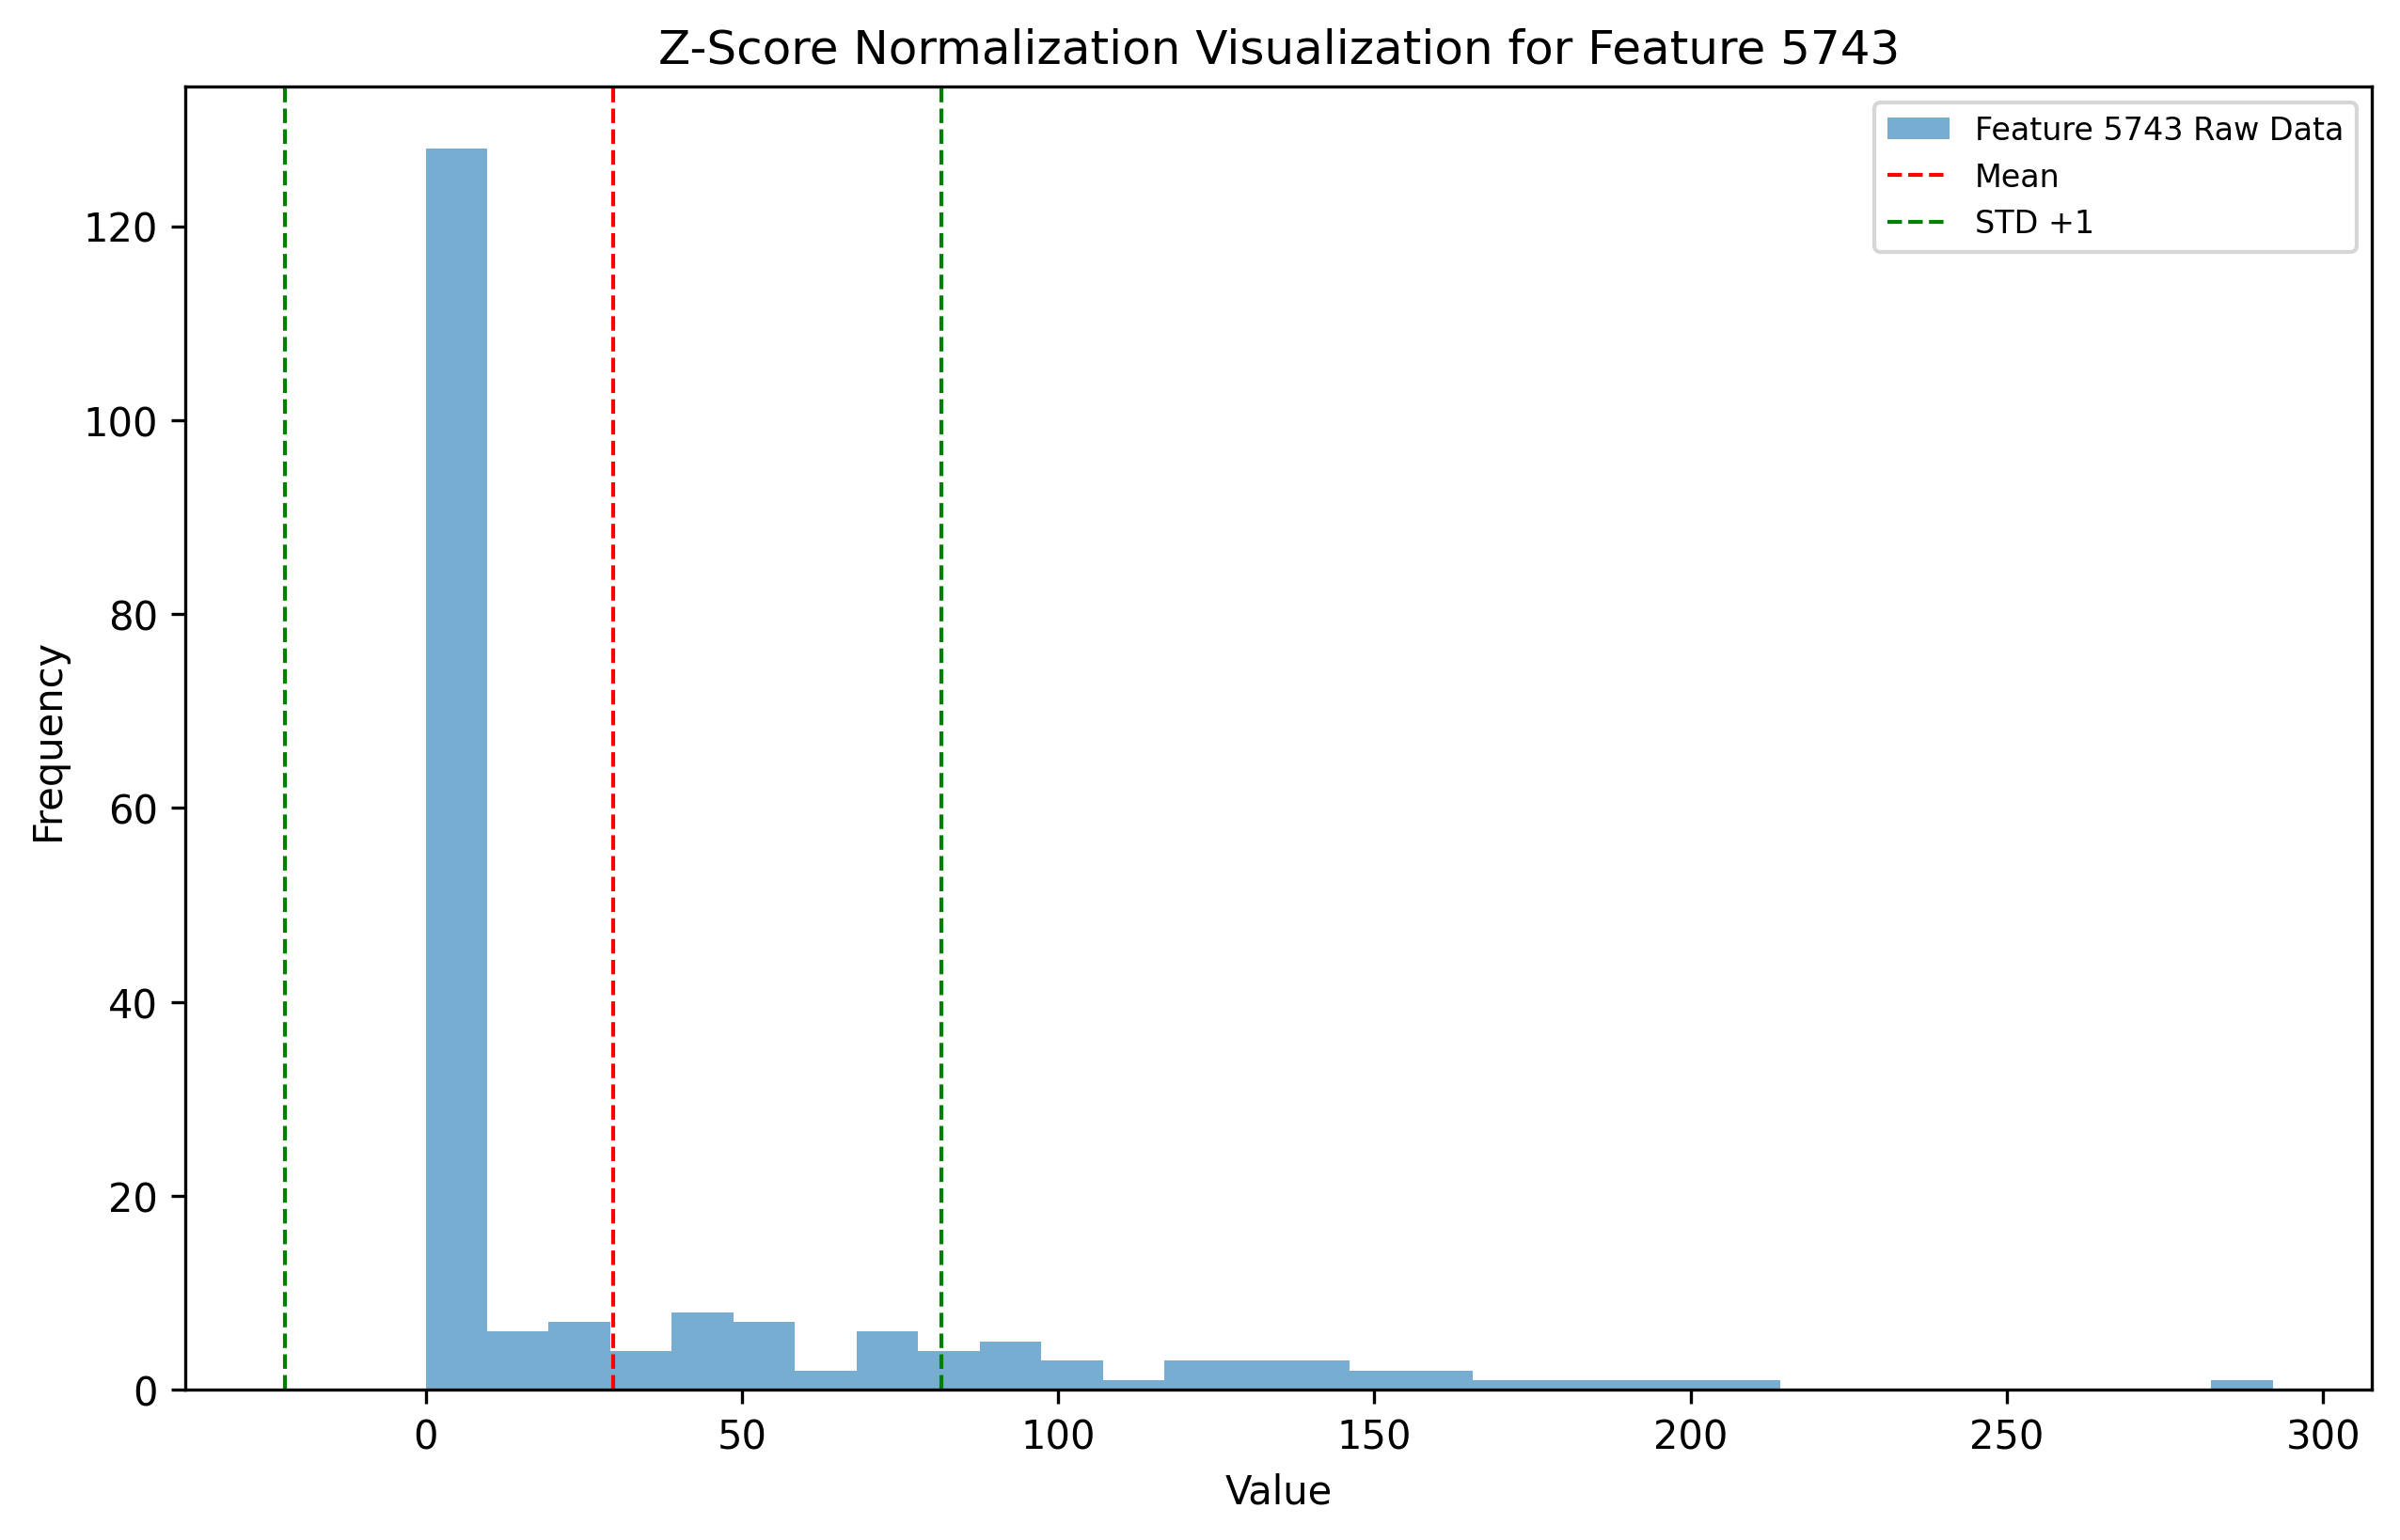 Z-Score Normalization Visualization for Feature 5743
Feature 5743 Raw Data
Mean
STD +1
120
100
80
60
40
20
0
Frequency
0 50 100 150 200 250 300
Value